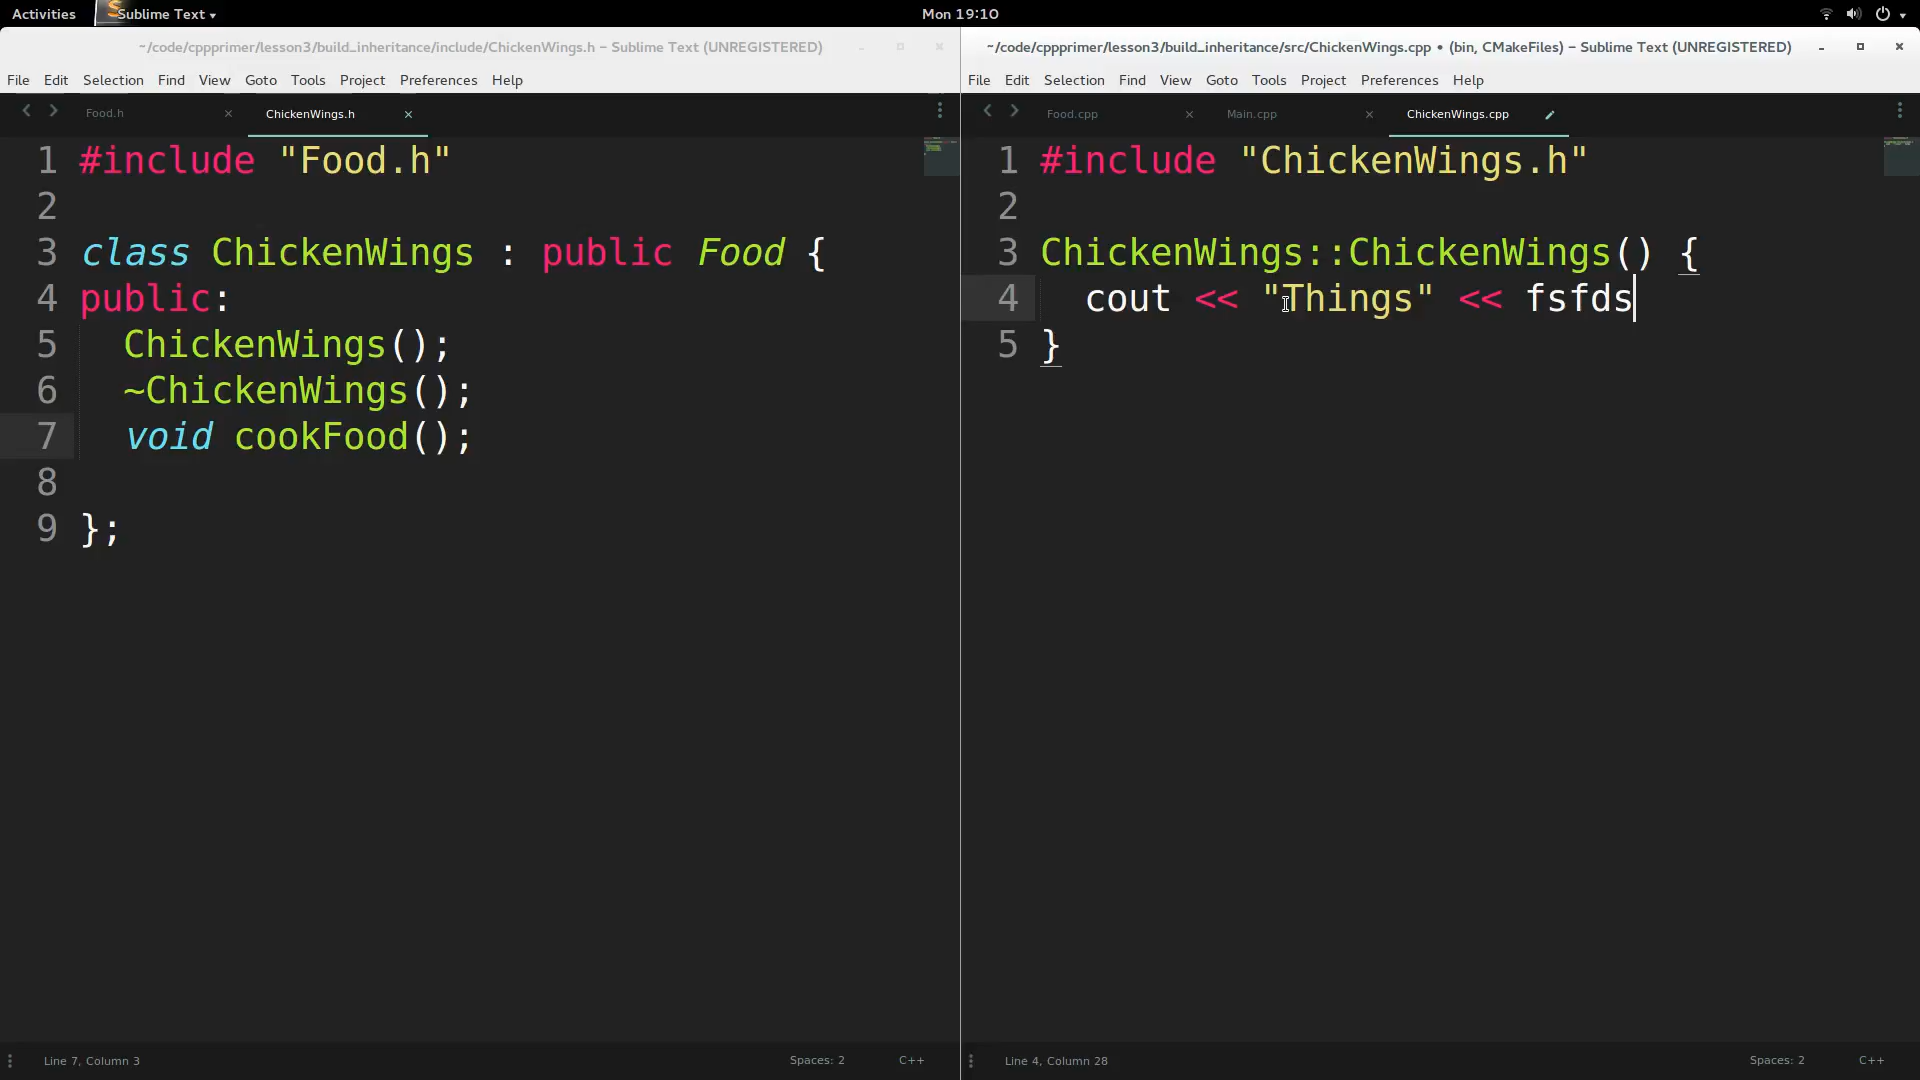 Activities Sublime Text ▾ Mon 19:10
~/code/cppprimer/lesson3/build_inheritance/include/ChickenWings.h – Sublime Text (UNREGISTERED)
File Edit Selection Find View Goto Tools Project Preferences Help
Food.h × ChickenWings.h ×
1 #include "Food.h"
2
3 class ChickenWings : public Food {
4 public:
5   ChickenWings();
6   ~ChickenWings();
7   void cookFood();
8
9 };
Line 7, Column 3 Spaces: 2 C++
~/code/cppprimer/lesson3/build_inheritance/src/ChickenWings.cpp • (bin, CMakeFiles) – Sublime Text (UNREGISTERED)
File Edit Selection Find View Goto Tools Project Preferences Help
Food.cpp × Main.cpp × ChickenWings.cpp
1 #include "ChickenWings.h"
2
3 ChickenWings::ChickenWings() {
4   cout << "Things" << fsfds
5 }
Line 4, Column 28 Spaces: 2 C++